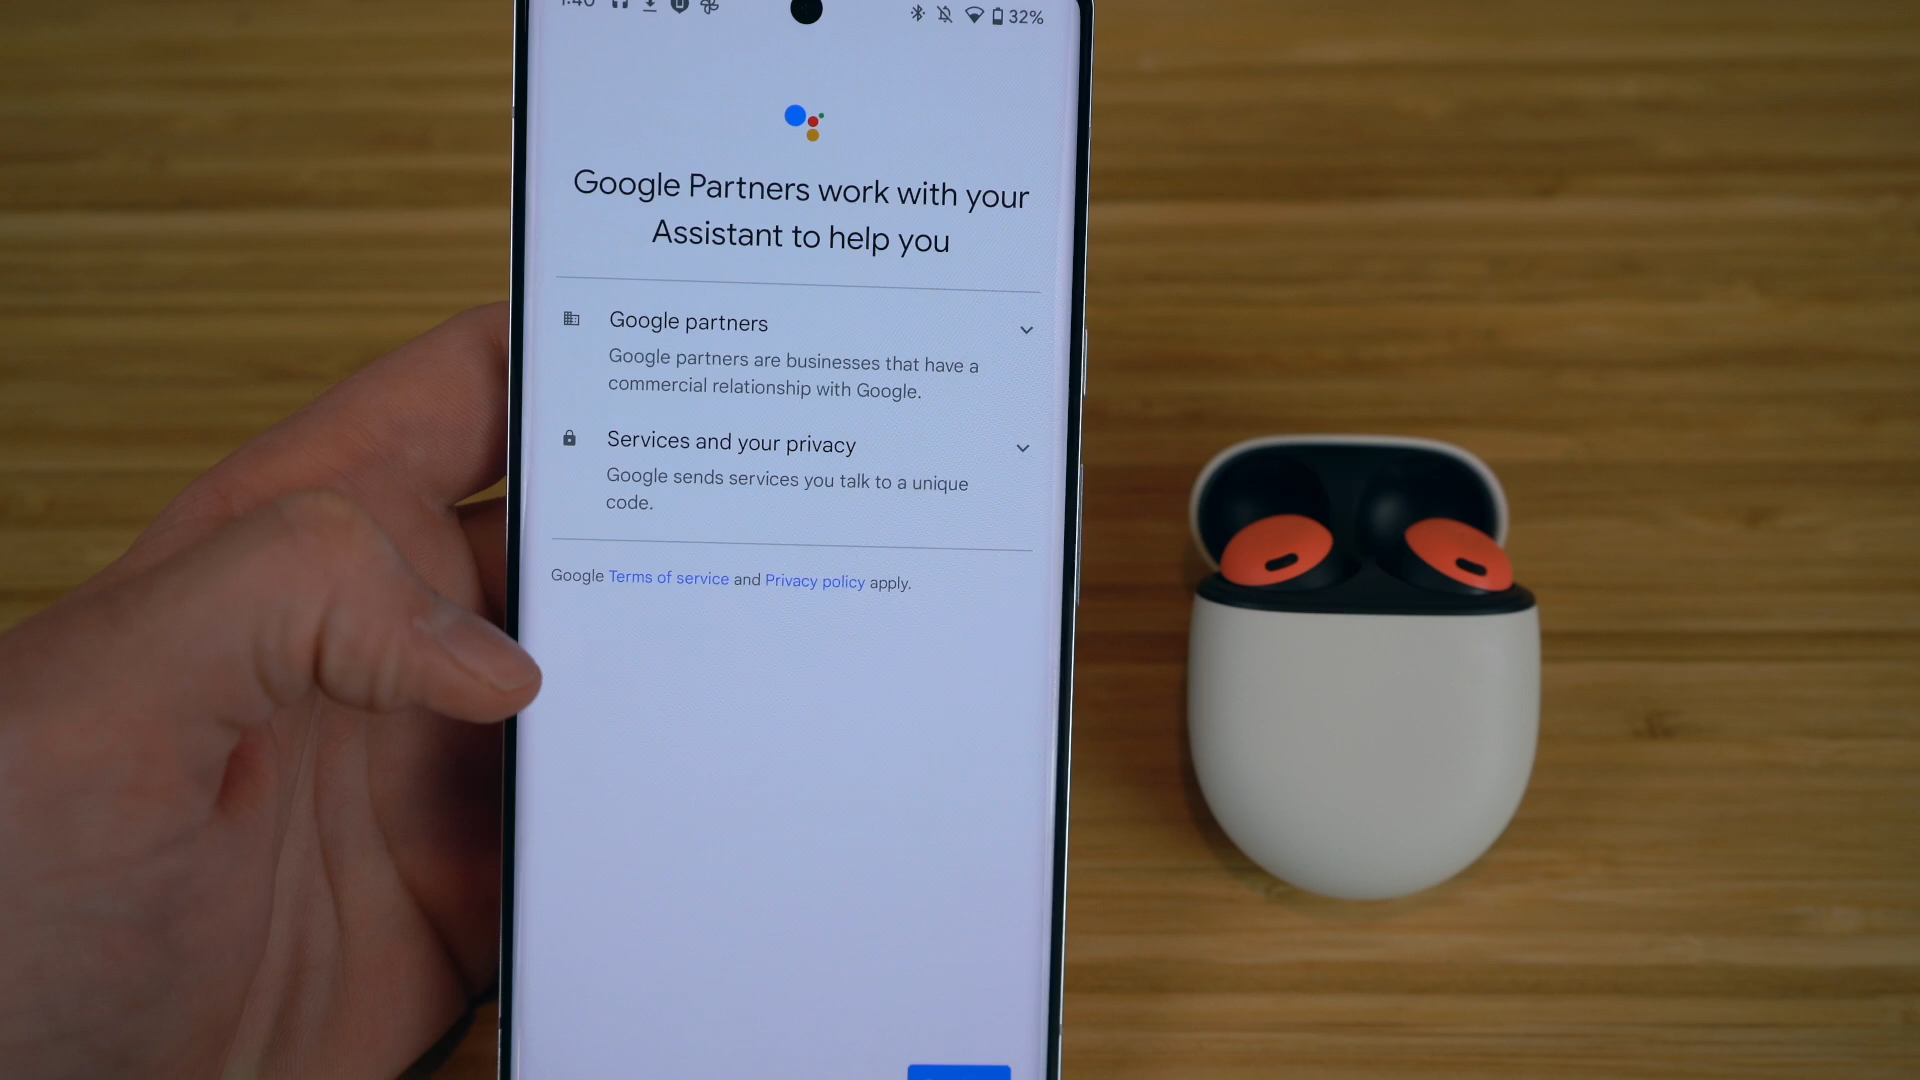 1:40 32%
Google Partners work with your
Assistant to help you
Google partners
Google partners are businesses that have a
commercial relationship with Google.
Services and your privacy
Google sends services you talk to a unique
code.
Google Terms of service and Privacy policy apply.